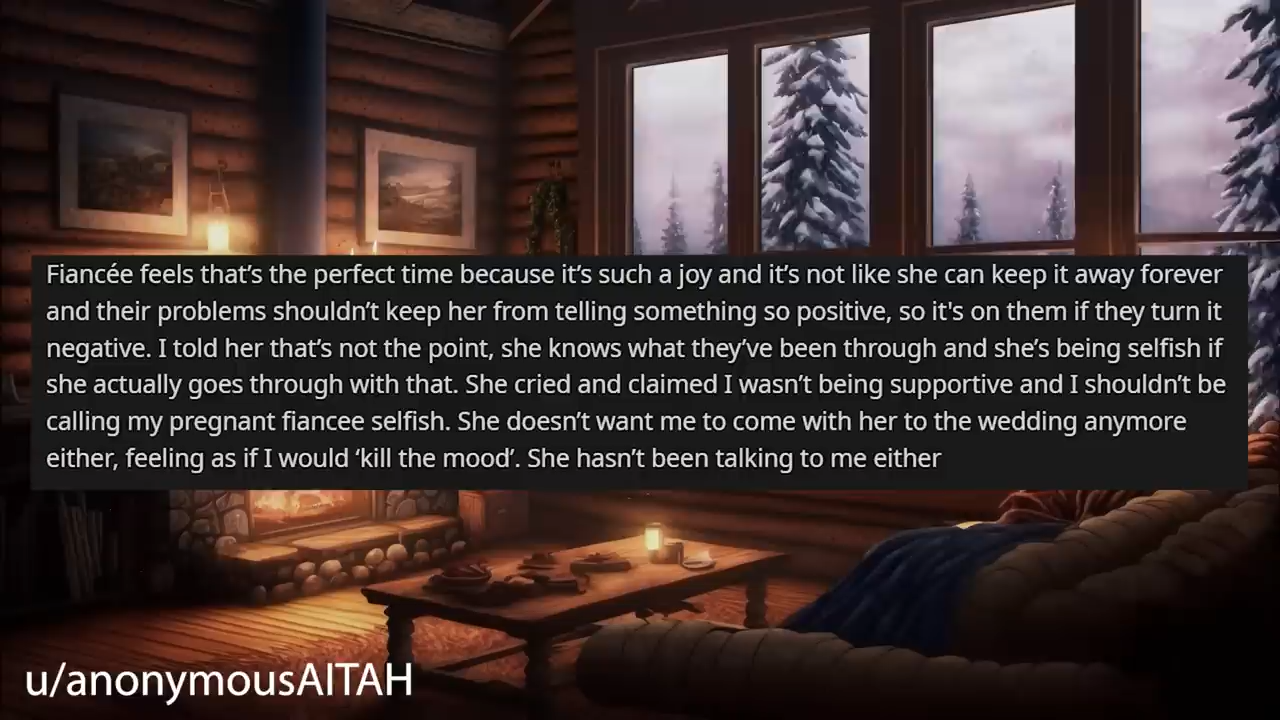 Fiancée feels that’s the perfect time because it’s such a joy and it’s not like she can keep it away forever
and their problems shouldn’t keep her from telling something so positive, so it's on them if they turn it
negative. I told her that’s not the point, she knows what they’ve been through and she’s being selfish if
she actually goes through with that. She cried and claimed I wasn’t being supportive and I shouldn’t be
calling my pregnant fiancee selfish. She doesn’t want me to come with her to the wedding anymore
either, feeling as if I would ‘kill the mood’. She hasn’t been talking to me either
u/anonymousAITAH